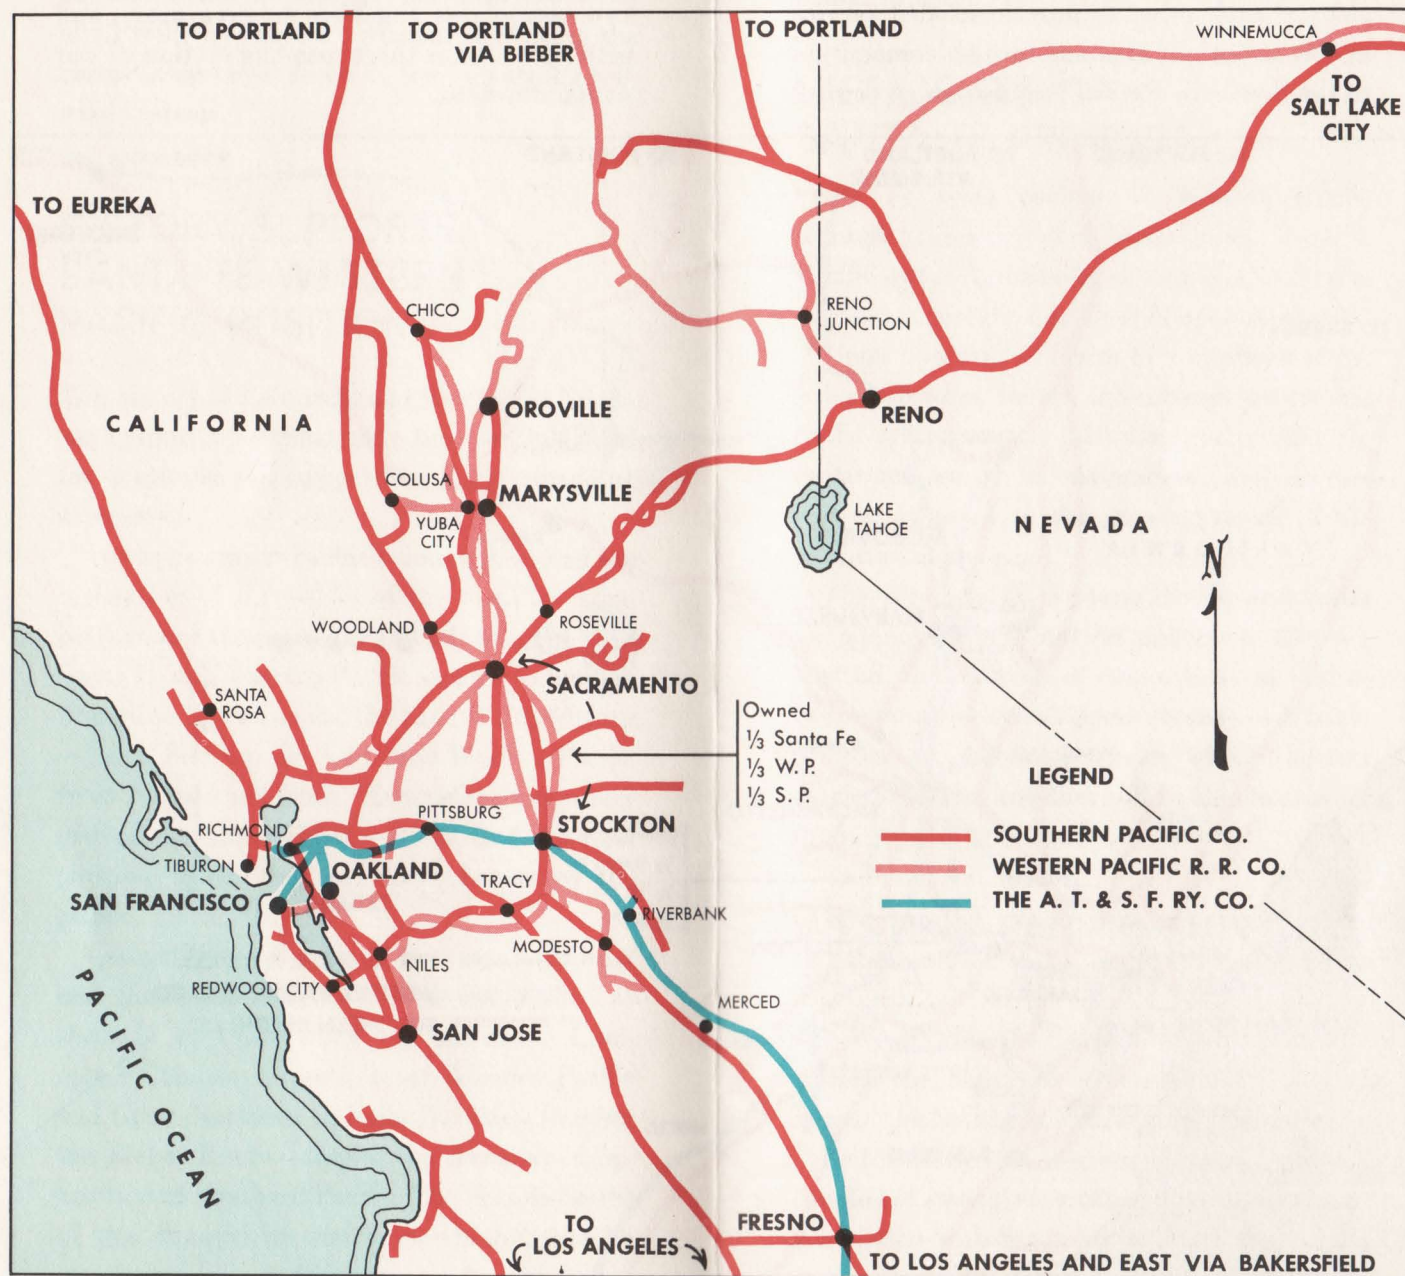 TO PORTLAND
TO PORTLAND
VIA BIEBER
TO PORTLAND
WINNEMUCCA
TO
SALT LAKE
CITY
TO EUREKA
CHICO
RENO
JUNCTION
CALIFORNIA
OROVILLE
RENO
COLUSA
MARYSVILLE
YUBA
CITY
LAKE
TAHOE
NEVADA
N
WOODLAND
ROSEVILLE
SACRAMENTO
SANTA
ROSA
Owned
⅓ Santa Fe
⅓ W.P.
⅓ S.P.
LEGEND
SOUTHERN PACIFIC CO.
WESTERN PACIFIC R. R. CO.
THE A. T. & S. F. RY. CO.
PITTSBURG
STOCKTON
RICHMOND
TIBURON
OAKLAND
TRACY
SAN FRANCISCO
RIVERBANK
MODESTO
NILES
REDWOOD CITY
MERCED
SAN JOSE
PACIFIC OCEAN
FRESNO
TO
LOS ANGELES
TO LOS ANGELES AND EAST VIA BAKERSFIELD